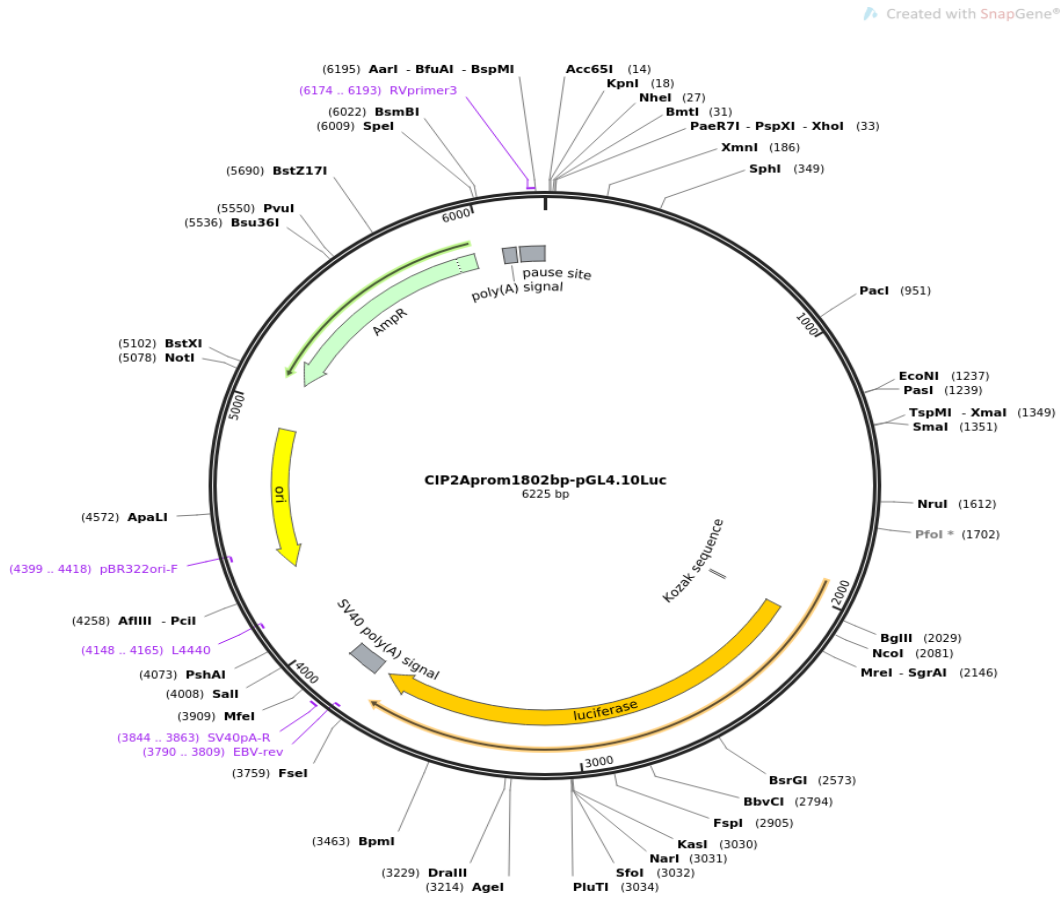 Created with SnapGene®
(6195) AarI - BfuAI - BspMI
(6174 .. 6193) RVprimer3
(6022) BsmBI
(6009) SpeI
(5690) BstZ17I
(5550) PvuI
(5536) Bsu36I
(5102) BstXI
(5078) NotI
(4572) ApaLI
(4399 .. 4418) pBR322ori-F
(4258) AflIII - PciI
(4148 .. 4165) L4440
(4073) PshAI
(4008) SalI
(3909) MfeI
(3844 .. 3863) SV40pA-R
(3790 .. 3809) EBV-rev
(3759) FseI
(3463) BpmI
(3229) DraIII
(3214) AgeI
Acc65I (14)
KpnI (18)
NheI (27)
BmtI (31)
PaeR7I - PspXI - XhoI (33)
XmnI (186)
SphI (349)
PacI (951)
EcoNI (1237)
PasI (1239)
TspMI - XmaI (1349)
SmaI (1351)
NruI (1612)
PfoI * (1702)
BglII (2029)
NcoI (2081)
MreI - SgrAI (2146)
BsrGI (2573)
BbvCI (2794)
FspI (2905)
KasI (3030)
NarI (3031)
SfoI (3032)
PluTI (3034)
1000
2000
3000
4000
5000
6000
pause site
poly(A) signal
AmpR
ori
CIP2Aprom1802bp-pGL4.10Luc
6225 bp
Kozak sequence
SV40 poly(A) signal
luciferase